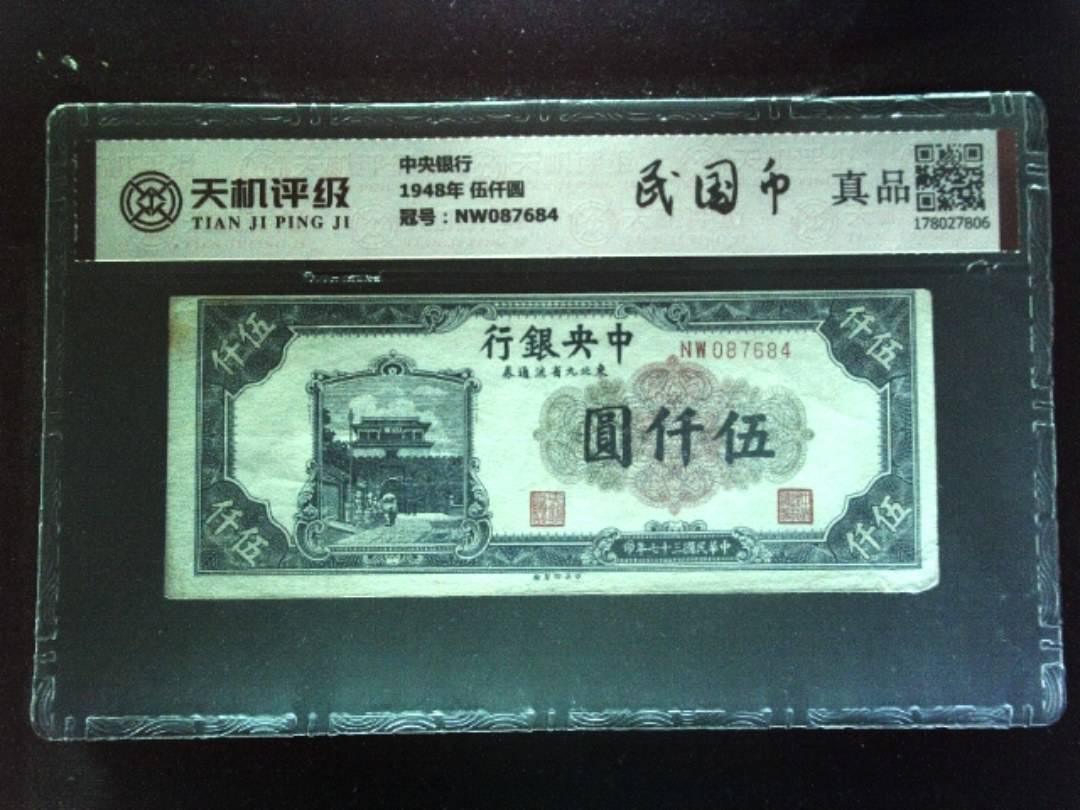 天机评级
TIAN JI PING JI
中央银行
1948年 伍仟圆
冠号：NW087684
民国币
真品
178027806
伍仟
伍仟
中央銀行
NW087684
東北九省流通券
伍仟圓
伍仟
伍仟
中華民國三十七年印